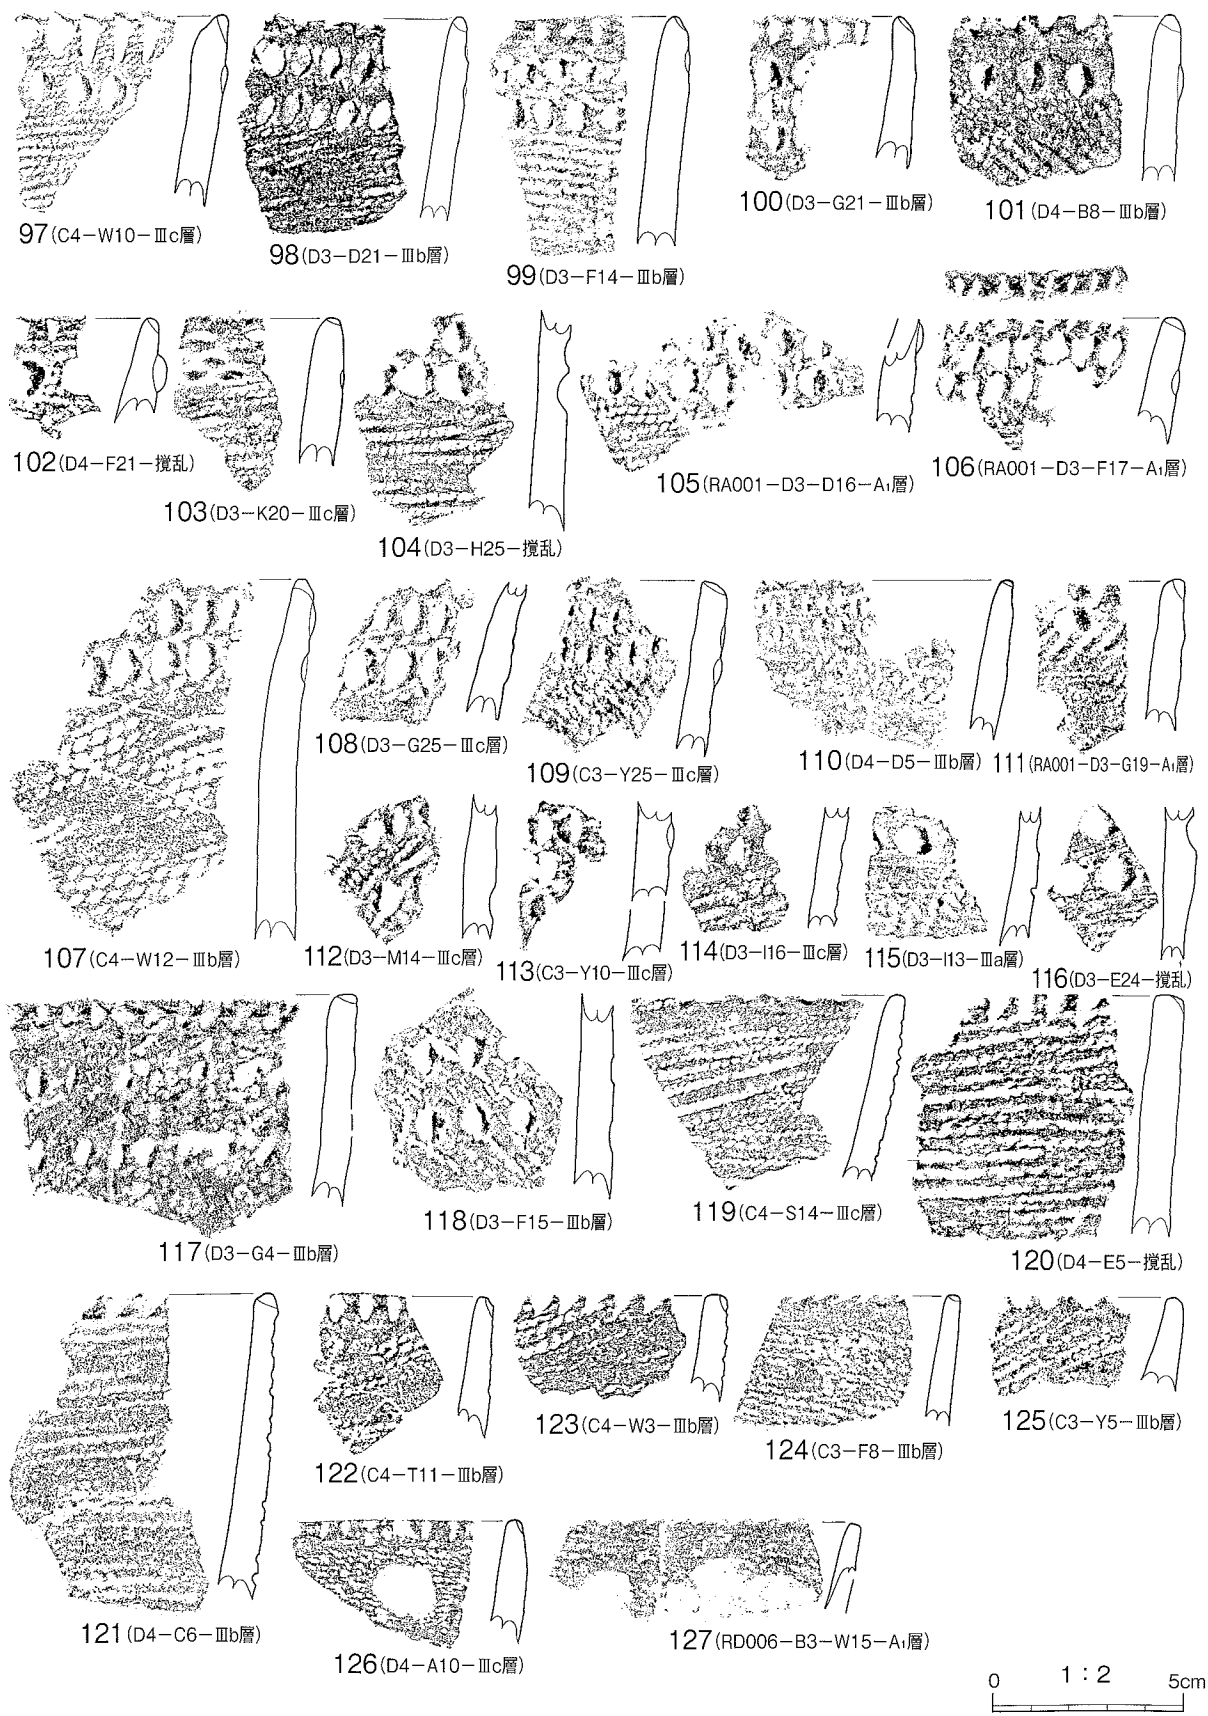 97(C4-W10-Ⅲc層)
98(D3-D21-Ⅲb層)
99(D3-F14-Ⅲb層)
100(D3-G21-Ⅲb層)
101(D4-B8-Ⅲb層)
102(D4-F21-撹乱)
103(D3-K20-Ⅲc層)
104(D3-H25-撹乱)
105(RA001-D3-D16-A₁層)
106(RA001-D3-F17-A₁層)
107(C4-W12-Ⅲb層)
108(D3-G25-Ⅲc層)
109(C3-Y25-Ⅲc層)
110(D4-D5-Ⅲb層)
111(RA001-D3-G19-A₁層)
112(D3-M14-Ⅲc層)
113(C3-Y10-Ⅲc層)
114(D3-I16-Ⅲc層)
115(D3-I13-Ⅲa層)
116(D3-E24-撹乱)
117(D3-G4-Ⅲb層)
118(D3-F15-Ⅲb層)
119(C4-S14-Ⅲc層)
120(D4-E5-撹乱)
121(D4-C6-Ⅲb層)
122(C4-T11-Ⅲb層)
123(C4-W3-Ⅲb層)
124(C3-F8-Ⅲb層)
125(C3-Y5-Ⅲb層)
126(D4-A10-Ⅲc層)
127(RD006-B3-W15-A₁層)
0 1:2 5cm